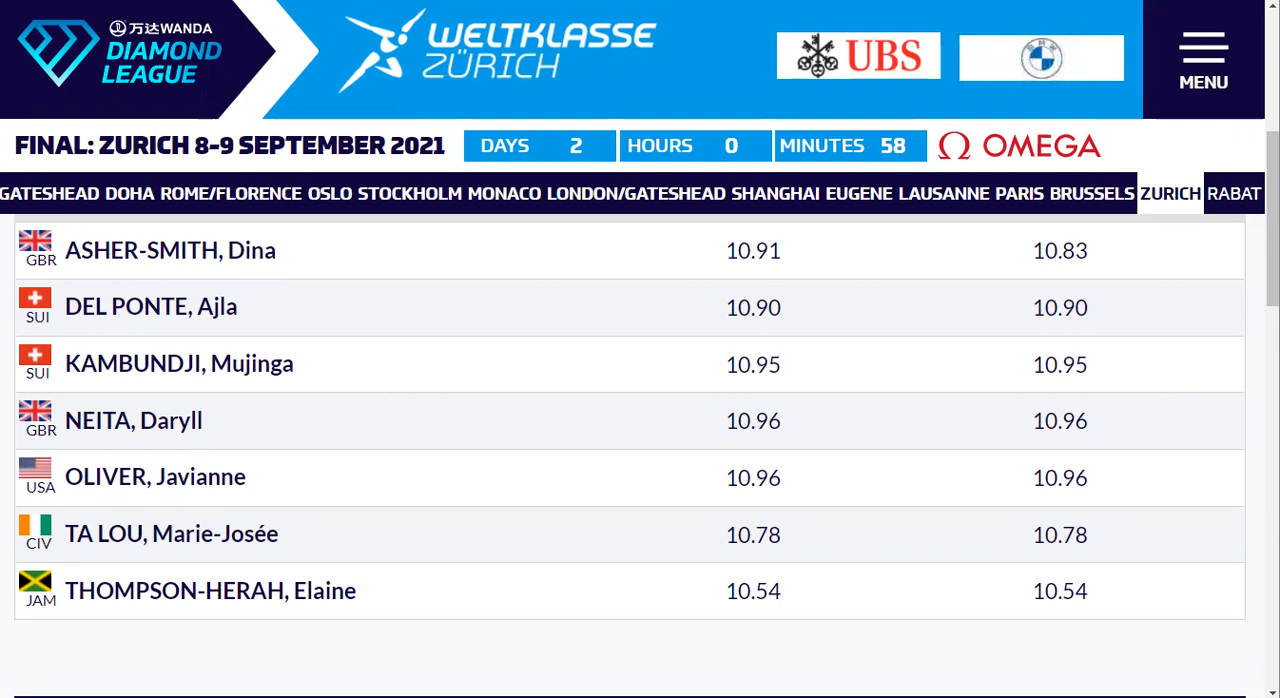 万达WANDA
DIAMOND
LEAGUE
WELTKLASSE
ZÜRICH
UBS
BMW
MENU
FINAL: ZURICH 8-9 SEPTEMBER 2021 DAYS 2 HOURS 0 MINUTES 58 Ω OMEGA
GATESHEAD DOHA ROME/FLORENCE OSLO STOCKHOLM MONACO LONDON/GATESHEAD SHANGHAI EUGENE LAUSANNE PARIS BRUSSELS ZURICH RABAT
GBR ASHER-SMITH, Dina 10.91 10.83
SUI DEL PONTE, Ajla 10.90 10.90
SUI KAMBUNDJI, Mujinga 10.95 10.95
GBR NEITA, Daryll 10.96 10.96
USA OLIVER, Javianne 10.96 10.96
CIV TA LOU, Marie-Josée 10.78 10.78
JAM THOMPSON-HERAH, Elaine 10.54 10.54